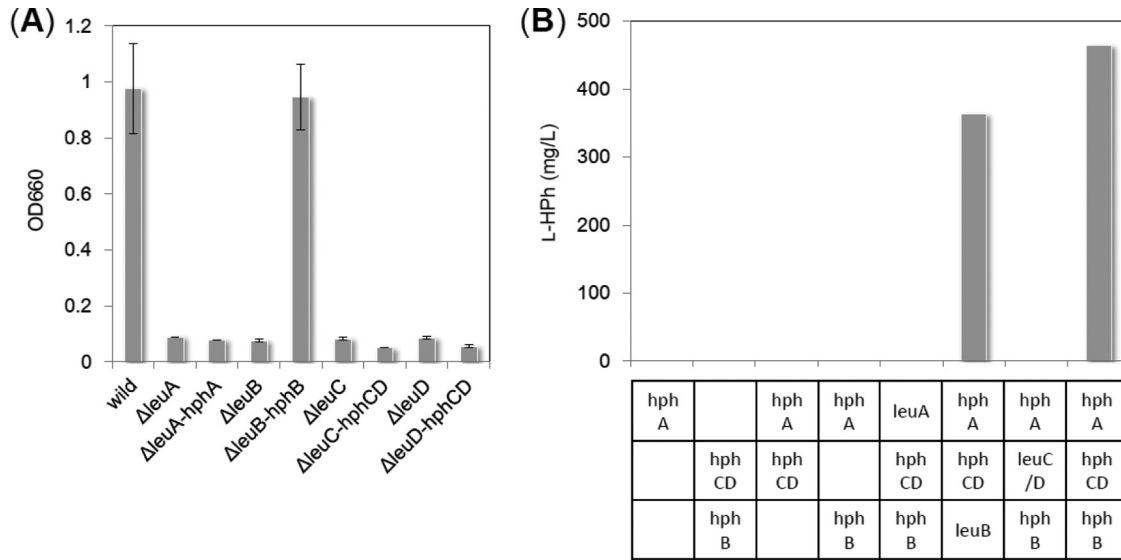 (A)
OD660
1.2
1
0.8
0.6
0.4
0.2
0
wild
ΔleuA
ΔleuA-hphA
ΔleuB
ΔleuB-hphB
ΔleuC
ΔleuC-hphCD
ΔleuD
ΔleuD-hphCD
(B)
L-HPh (mg/L)
500
400
300
200
100
0
hph hph hph hph hph hph
A A A leuA A A A
hph hph hph hph leuC hph
CD CD CD CD /D CD
hph hph hph leuB hph hph
B B B B B